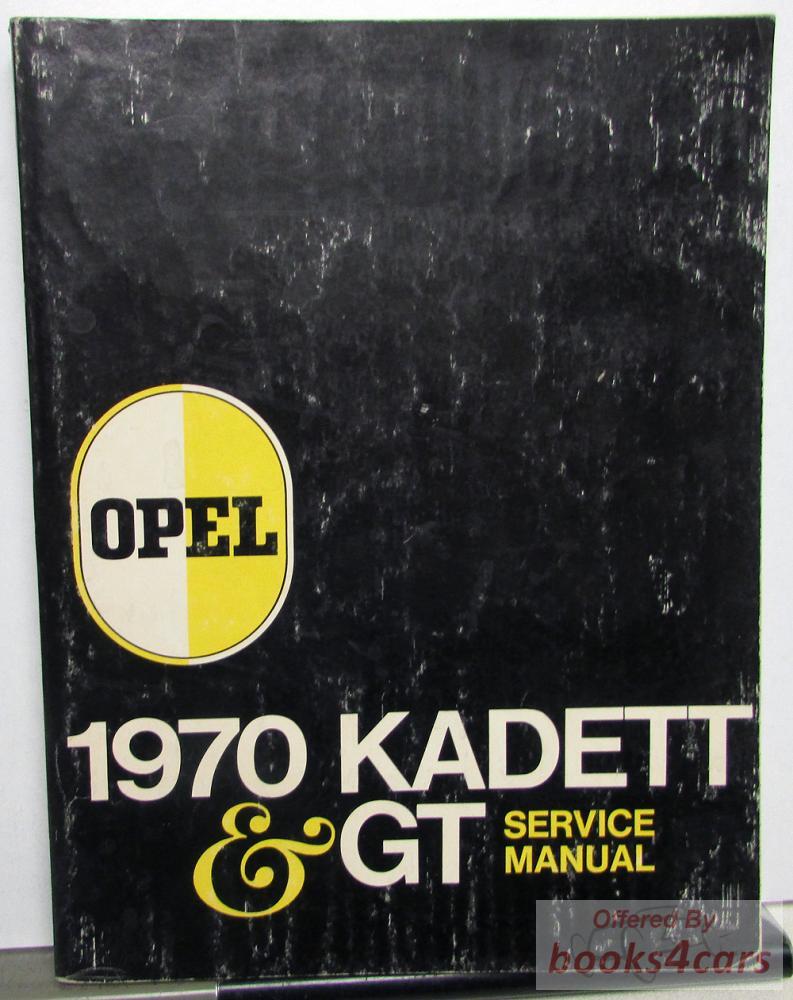 OPEL
1970 KADETT
& GT SERVICE
MANUAL
Offered By
books4cars